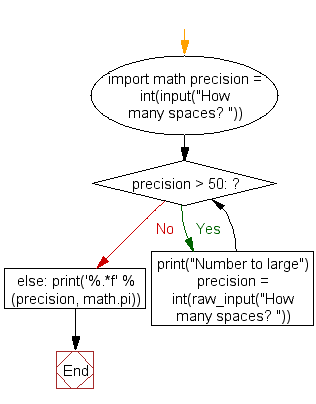 import math precision =
int(input("How
many spaces? "))
precision > 50: ?
No
Yes
else: print('%.*f' %
(precision, math.pi))
print("Number to large")
precision =
int(raw_input("How
many spaces? "))
End